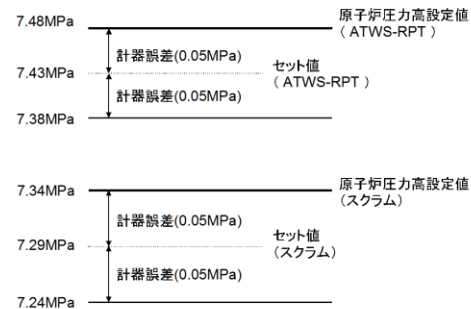 7.48MPa
原子炉圧力高設定値
（ ATWS-RPT ）
計器誤差(0.05MPa)
7.43MPa
セット値
（ ATWS-RPT ）
計器誤差(0.05MPa)
7.38MPa
7.34MPa
原子炉圧力高設定値
（スクラム）
計器誤差(0.05MPa)
7.29MPa
セット値
（スクラム）
計器誤差(0.05MPa)
7.24MPa